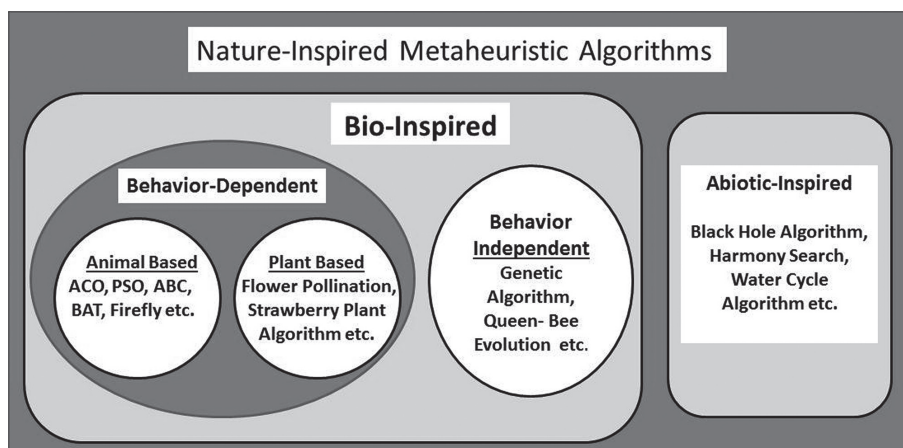 Nature-Inspired Metaheuristic Algorithms
Bio-Inspired
Behavior-Dependent
Animal Based
ACO, PSO, ABC,
BAT, Firefly etc.
Plant Based
Flower Pollination,
Strawberry Plant
Algorithm etc.
Behavior
Independent
Genetic
Algorithm,
Queen- Bee
Evolution etc.
Abiotic-Inspired
Black Hole Algorithm,
Harmony Search,
Water Cycle
Algorithm etc.